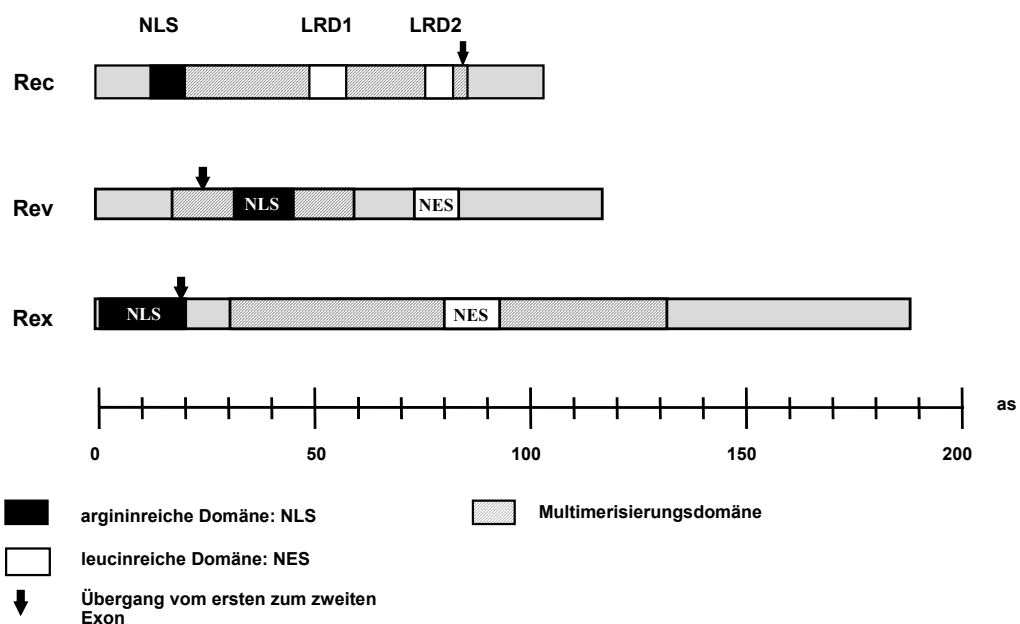 NLS LRD1 LRD2
Rec
Rev NLS NES
Rex NLS NES
as
0 50 100 150 200
argininreiche Domäne: NLS Multimerisierungsdomäne
leucinreiche Domäne: NES
Übergang vom ersten zum zweiten
Exon